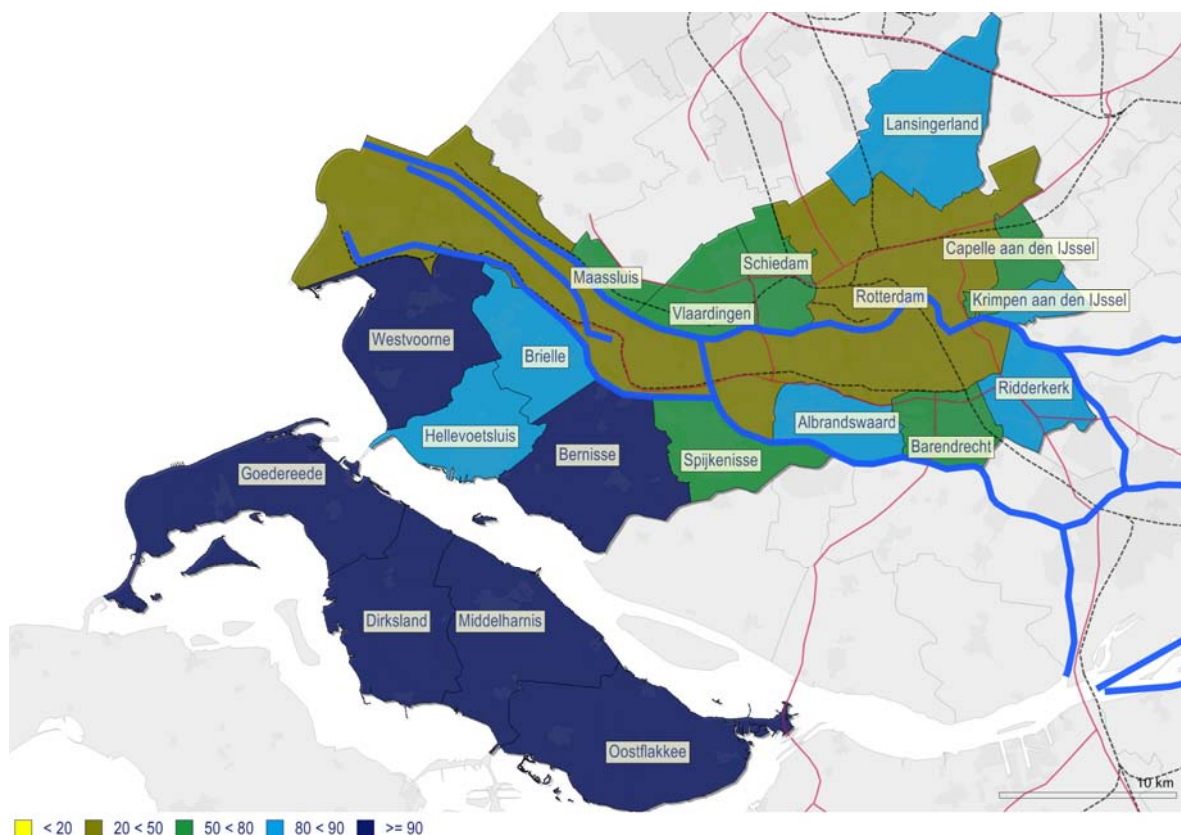 Lansingerland
Capelle aan den IJssel
Schiedam
Maassluis
Krimpen aan den IJssel
Rotterdam
Vlaardingen
Westvoorne
Brielle
Ridderkerk
Albrandswaard
Hellevoetsluis
Barendrecht
Bernisse
Spijkenisse
Goedereede
Dirksland
Middelharnis
Oostflakkee
10 km
< 20 20 < 50 50 < 80 80 < 90 >= 90